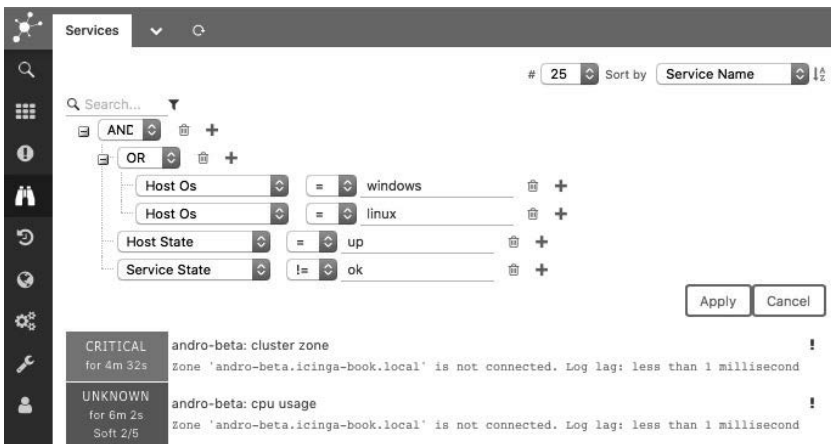 Services
# 25 Sort by Service Name
Search...
AND
OR
Host Os = windows
Host Os = linux
Host State = up
Service State != ok
Apply Cancel
CRITICAL andro-beta: cluster zone !
for 4m 32s Zone 'andro-beta.icinga-book.local' is not connected. Log lag: less than 1 millisecond
UNKNOWN
for 6m 2s andro-beta: cpu usage !
Soft 2/5 Zone 'andro-beta.icinga-book.local' is not connected. Log lag: less than 1 millisecond